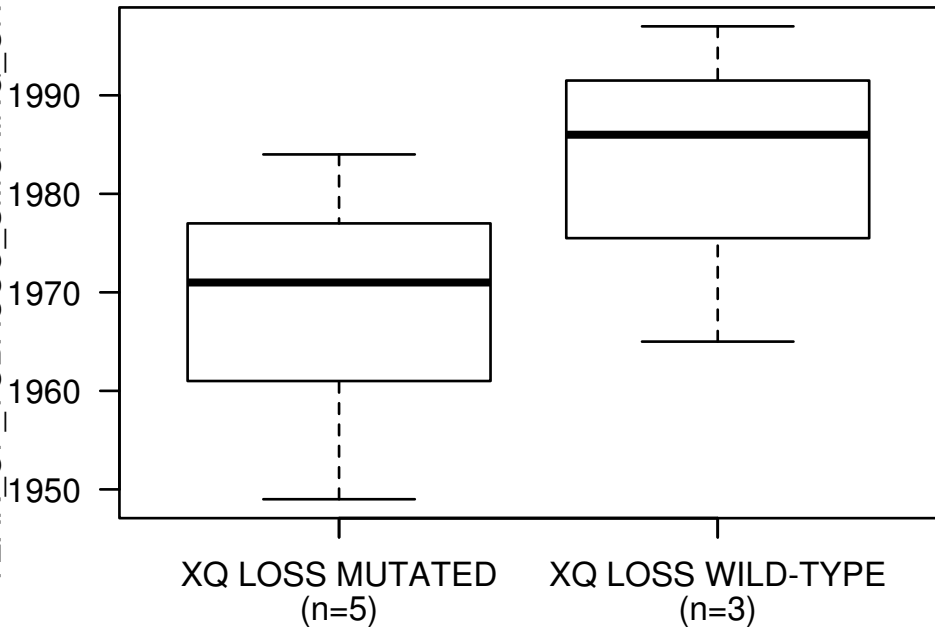 1990
1980
1970
1960
1950
XQ LOSS MUTATED
(n=5)
XQ LOSS WILD-TYPE
(n=3)